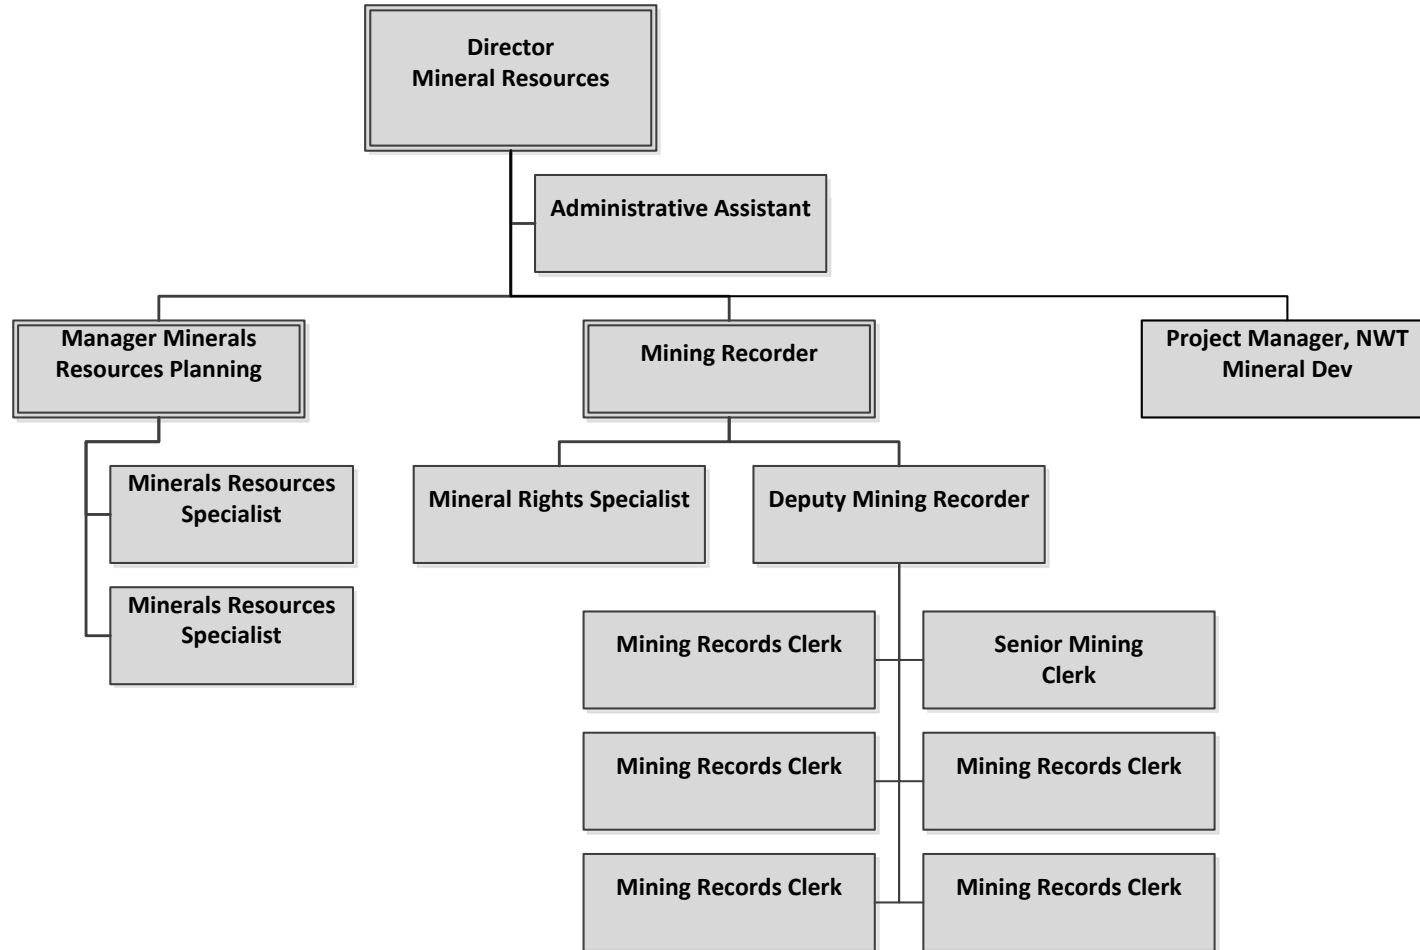 Director
Mineral Resources
Administrative Assistant
Manager Minerals
Resources Planning
Mining Recorder
Project Manager, NWT
Mineral Dev
Minerals Resources
Specialist
Mineral Rights Specialist
Deputy Mining Recorder
Minerals Resources
Specialist
Mining Records Clerk
Senior Mining
Clerk
Mining Records Clerk
Mining Records Clerk
Mining Records Clerk
Mining Records Clerk